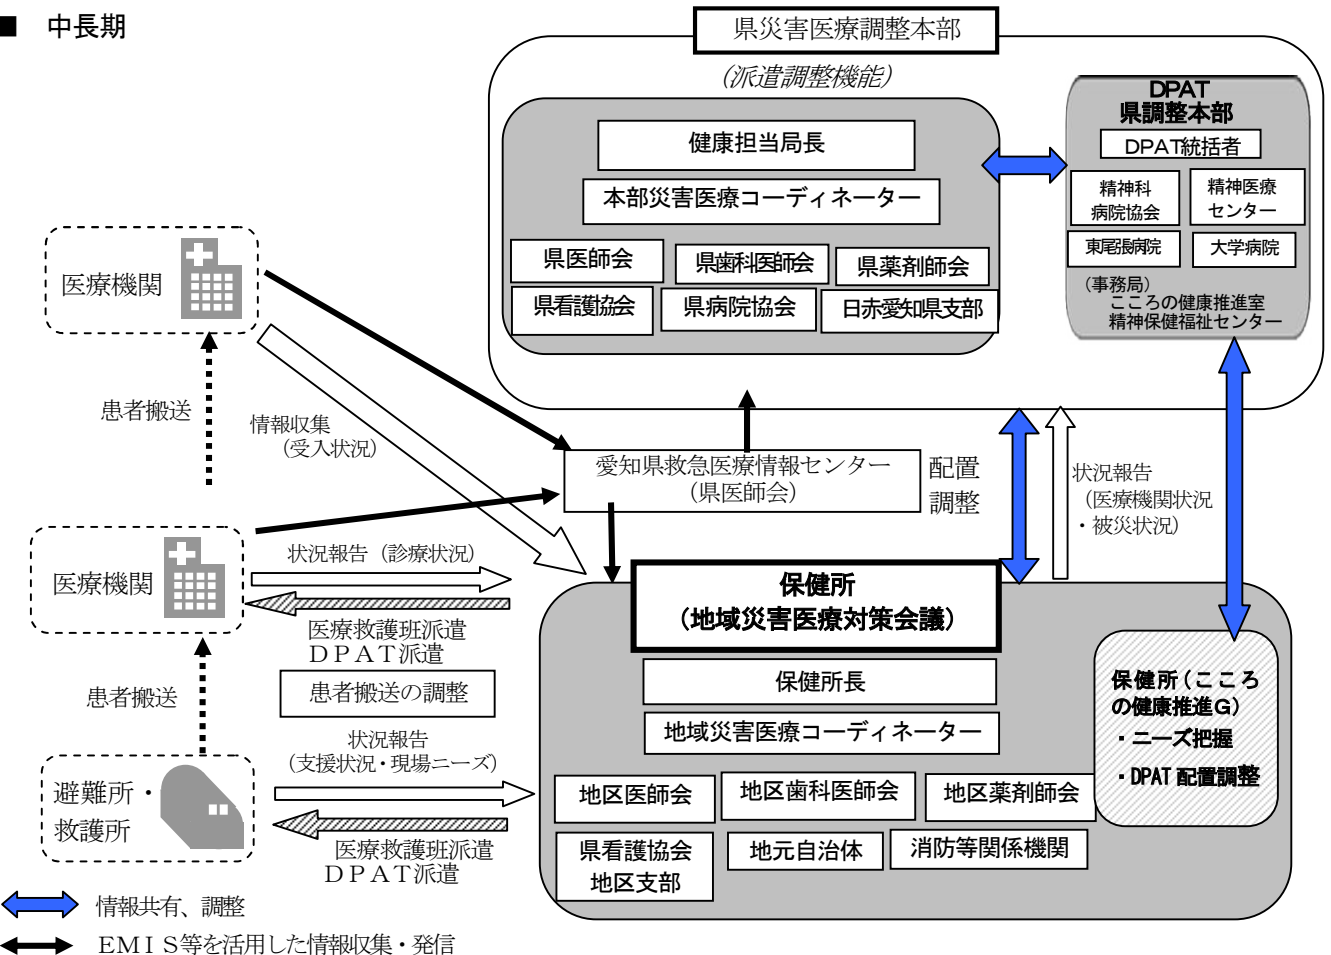 ■　中長期
県災害医療調整本部
（派遣調整機能）
健康担当局長
本部災害医療コーディネーター
県医師会
県歯科医師会
県薬剤師会
県看護協会
県病院協会
日赤愛知県支部
DPAT
県調整本部
DPAT統括者
精神科
病院協会
精神医療
センター
東尾張病院
大学病院
（事務局）
こころの健康推進室
精神保健福祉センター
医療機関
患者搬送
情報収集
（受入状況）
愛知県救急医療情報センター
（県医師会）
配置
調整
状況報告
（医療機関状況
・被災状況）
医療機関
状況報告（診療状況）
医療救護班派遣
ＤＰＡＴ派遣
患者搬送の調整
患者搬送
状況報告
（支援状況・現場ニーズ）
避難所・
救護所
医療救護班派遣
ＤＰＡＴ派遣
保健所
（地域災害医療対策会議）
保健所長
地域災害医療コーディネーター
地区医師会
地区歯科医師会
地区薬剤師会
県看護協会
地区支部
地元自治体
消防等関係機関
保健所（こころ
の健康推進Ｇ）
・ニーズ把握
・DPAT 配置調整
情報共有、調整
ＥＭＩＳ等を活用した情報収集・発信